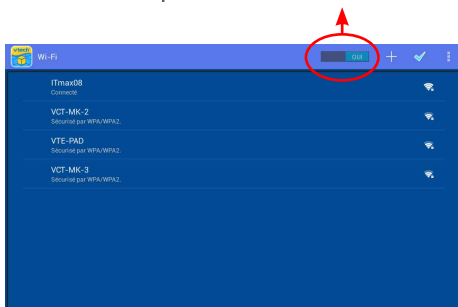 vtech
Wi-Fi
OUI
ITmax08
Connecté
VCT-MK-2
Sécurisé par WPA/WPA2.
VTE-PAD
Sécurisé par WPA/WPA2.
VCT-MK-3
Sécurisé par WPA/WPA2.